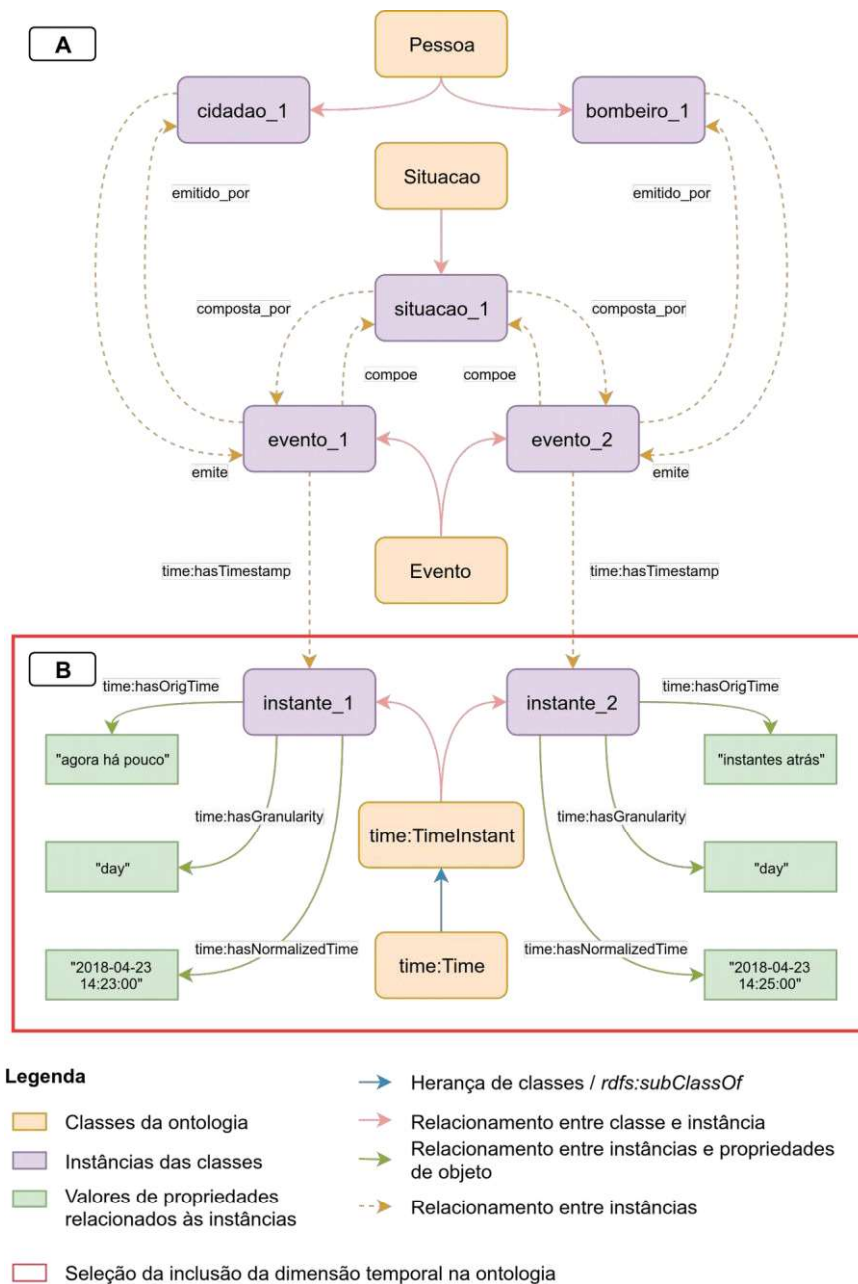 A
Pessoa
cidadao_1
bombeiro_1
Situacao
emitido_por
emitido_por
situacao_1
composta_por
composta_por
compoe
compoe
evento_1
evento_2
emite
emite
Evento
time:hasTimestamp
time:hasTimestamp
B
time:hasOrigTime
time:hasOrigTime
instante_1
instante_2
"agora há pouco"
"instantes atrás"
time:hasGranularity
time:hasGranularity
time:TimeInstant
"day"
"day"
time:hasNormalizedTime
time:hasNormalizedTime
time:Time
"2018-04-23
14:23:00"
"2018-04-23
14:25:00"
Legenda
Classes da ontologia
Instâncias das classes
Valores de propriedades
relacionados às instâncias
Seleção da inclusão da dimensão temporal na ontologia
Herança de classes / rdfs:subClassOf
Relacionamento entre classe e instância
Relacionamento entre instâncias e propriedades
de objeto
Relacionamento entre instâncias